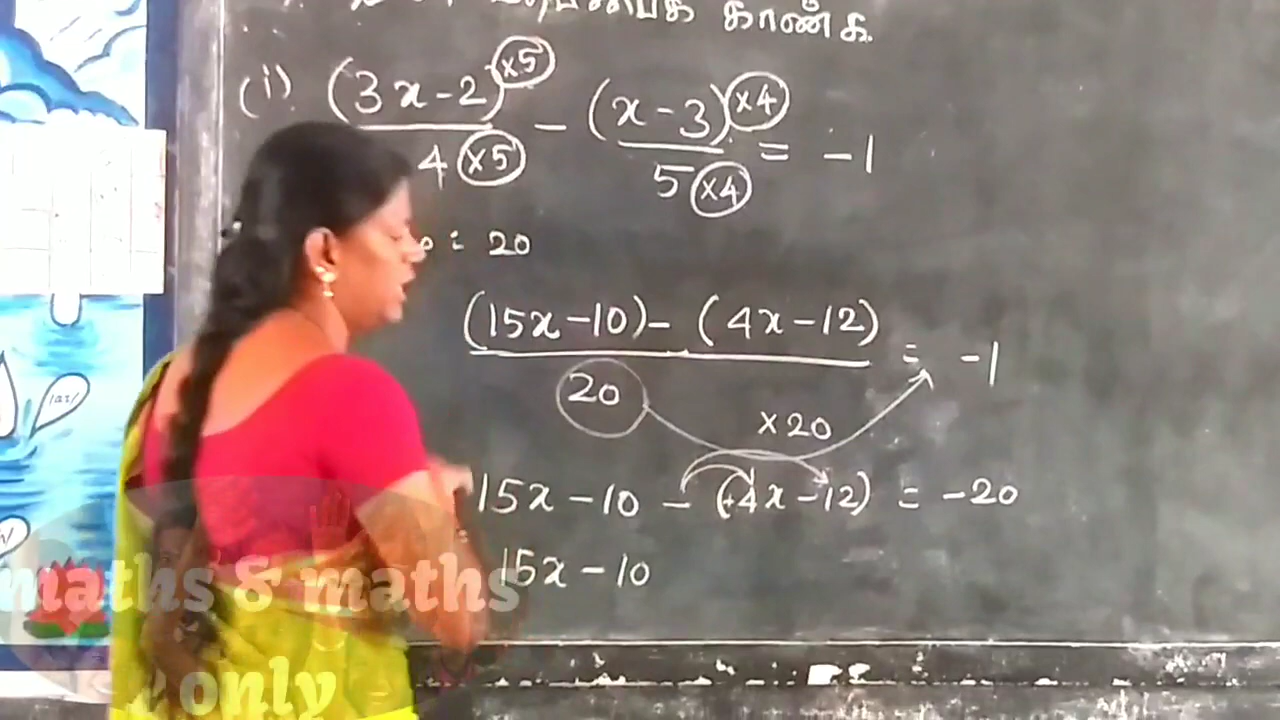 காண்க.
(i) (3x-2)×5 / 4×5 - (x-3)×4 / 5×4 = -1
: 20
(15x-10)- (4x-12) / 20 = -1
×20
15x-10 - (+4x-12) = -20
15x-10
maths & maths
only
/au/